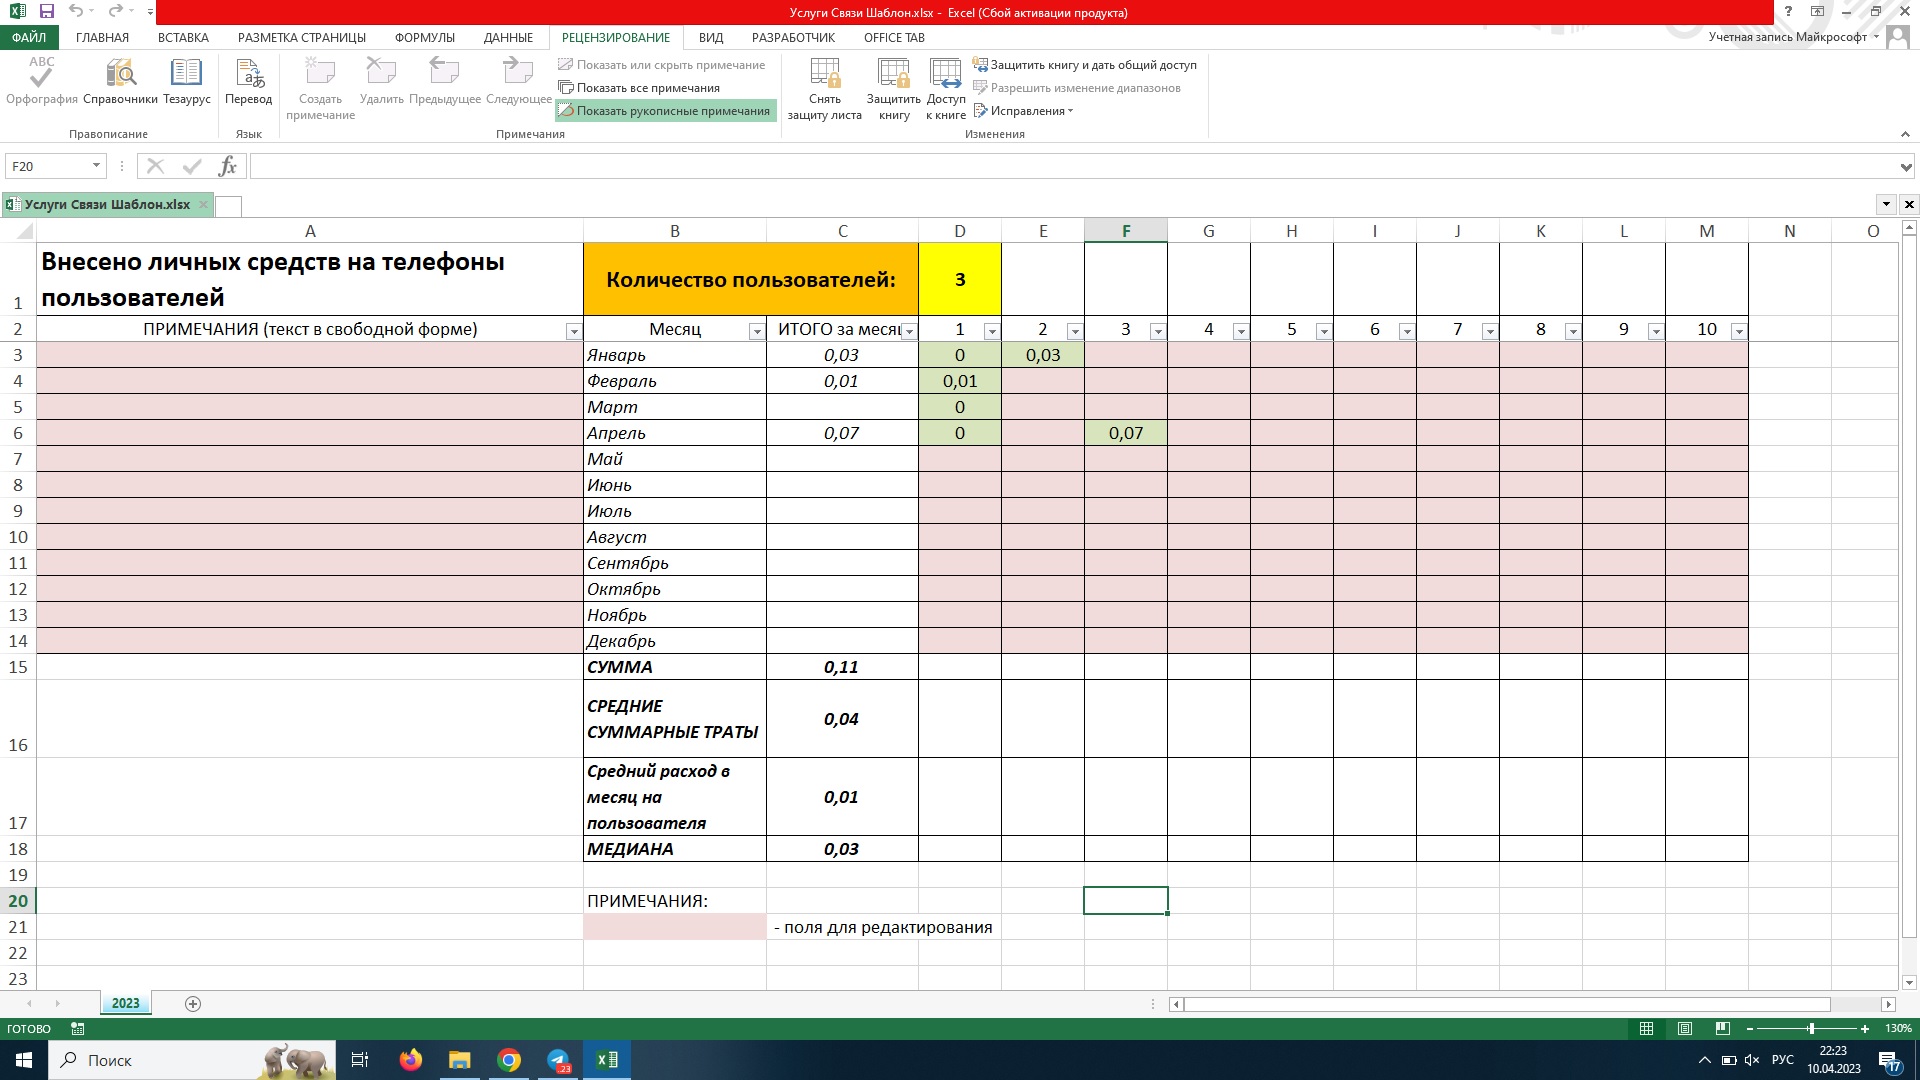 Услуги Связи Шаблон.xlsx - Excel (Сбой активации продукта)
ФАЙЛ ГЛАВНАЯ ВСТАВКА РАЗМЕТКА СТРАНИЦЫ ФОРМУЛЫ ДАННЫЕ РЕЦЕНЗИРОВАНИЕ ВИД РАЗРАБОТЧИК OFFICE TAB Учетная запись Майкрософт
ABC
Орфография Справочники Тезаурус
Правописание
Перевод
Язык
Создать примечание
Удалить Предыдущее Следующее
Показать или скрыть примечание
Показать все примечания
Показать рукописные примечания
Примечания
Снять защиту листа
Защитить книгу
Доступ к книге
Защитить книгу и дать общий доступ
Разрешить изменение диапазонов
Исправления
Изменения
F20 fx
Услуги Связи Шаблон.xlsx
A B C D E F G H I J K L M N O
1 Внесено личных средств на телефоны пользователей Количество пользователей: 3
2 ПРИМЕЧАНИЯ (текст в свободной форме) Месяц ИТОГО за месяц 1 2 3 4 5 6 7 8 9 10
3 Январь 0,03 0 0,03
4 Февраль 0,01 0,01
5 Март 0
6 Апрель 0,07 0 0,07
7 Май
8 Июнь
9 Июль
10 Август
11 Сентябрь
12 Октябрь
13 Ноябрь
14 Декабрь
15 СУММА 0,11
16 СРЕДНИЕ СУММАРНЫЕ ТРАТЫ 0,04
17 Средний расход в месяц на пользователя 0,01
18 МЕДИАНА 0,03
19
20 ПРИМЕЧАНИЯ:
21 - поля для редактирования
22
23
2023
ГОТОВО 130%
Поиск 23 РУС 22:23
10.04.2023 17